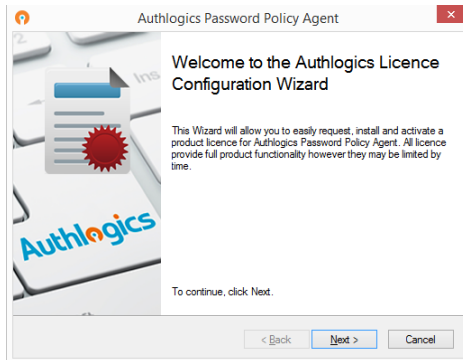 Authlogics Password Policy Agent
Ins
Welcome to the Authlogics Licence
Configuration Wizard
This Wizard will allow you to easily request, install and activate a
product licence for Authlogics Password Policy Agent. All licence
provide full product functionality however they may be limited by
time.
Authlogics
To continue, click Next.
< Back
Next >
Cancel